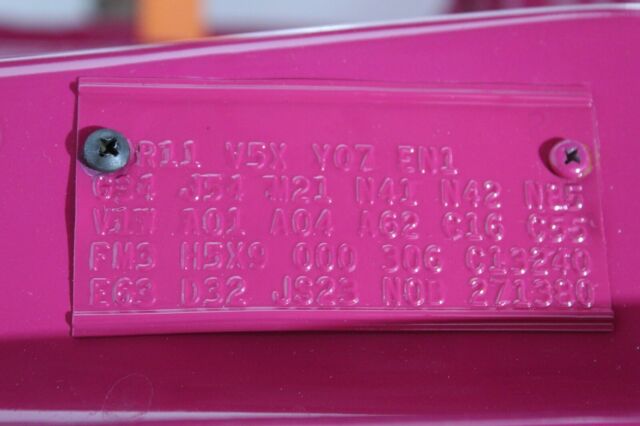 R11 V5X Y07 EN1
G34 J54 M21 N41 N42 N85
V1W A01 A04 A62 C16 C55
FM3 H5X9 000 306 C13240
E63 D32 JS23 N0B 271380